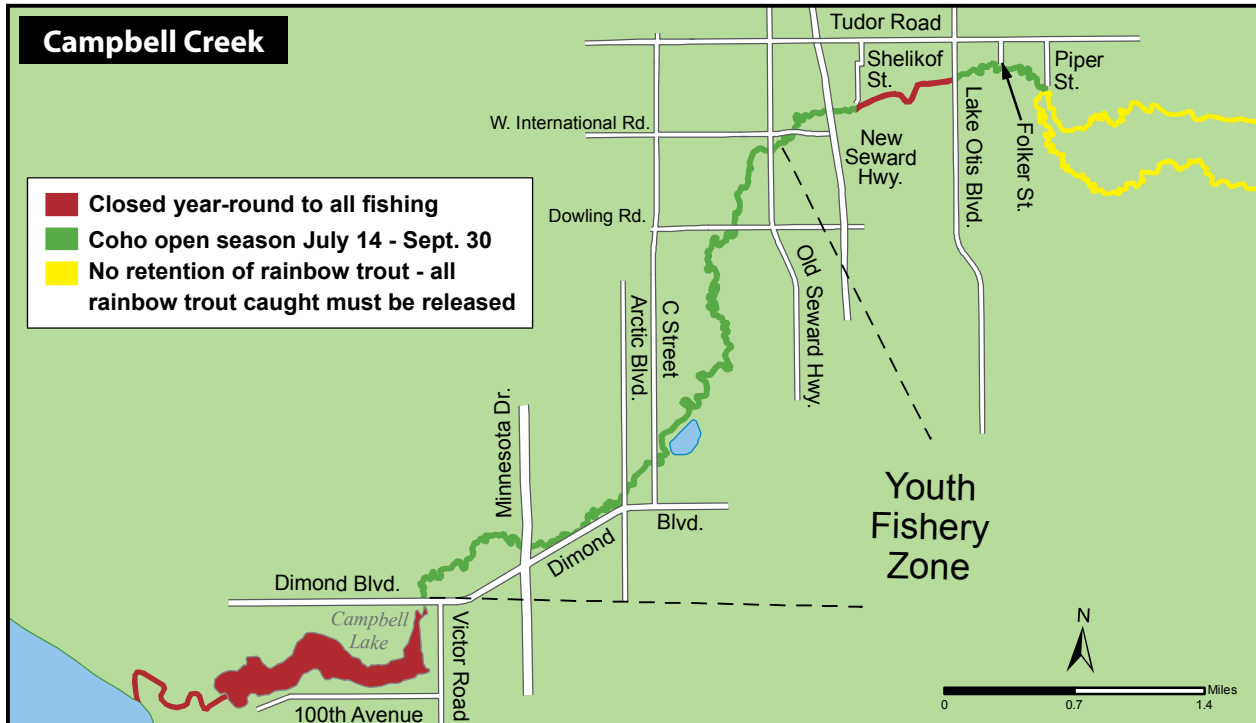 Campbell Creek
Tudor Road
Shelikof
St.
Piper
St.
W. International Rd.
New
Seward
Hwy.
Lake Otis Blvd.
Folker St.
Closed year-round to all fishing
Coho open season July 14 - Sept. 30
No retention of rainbow trout - all
rainbow trout caught must be released
Dowling Rd.
Old Seward Hwy.
Arctic Blvd.
C Street
Minnesota Dr.
Youth
Fishery
Zone
Blvd.
Dimond
Dimond Blvd.
Campbell
Lake
Victor Road
100th Avenue
N
Miles
0 0.7 1.4